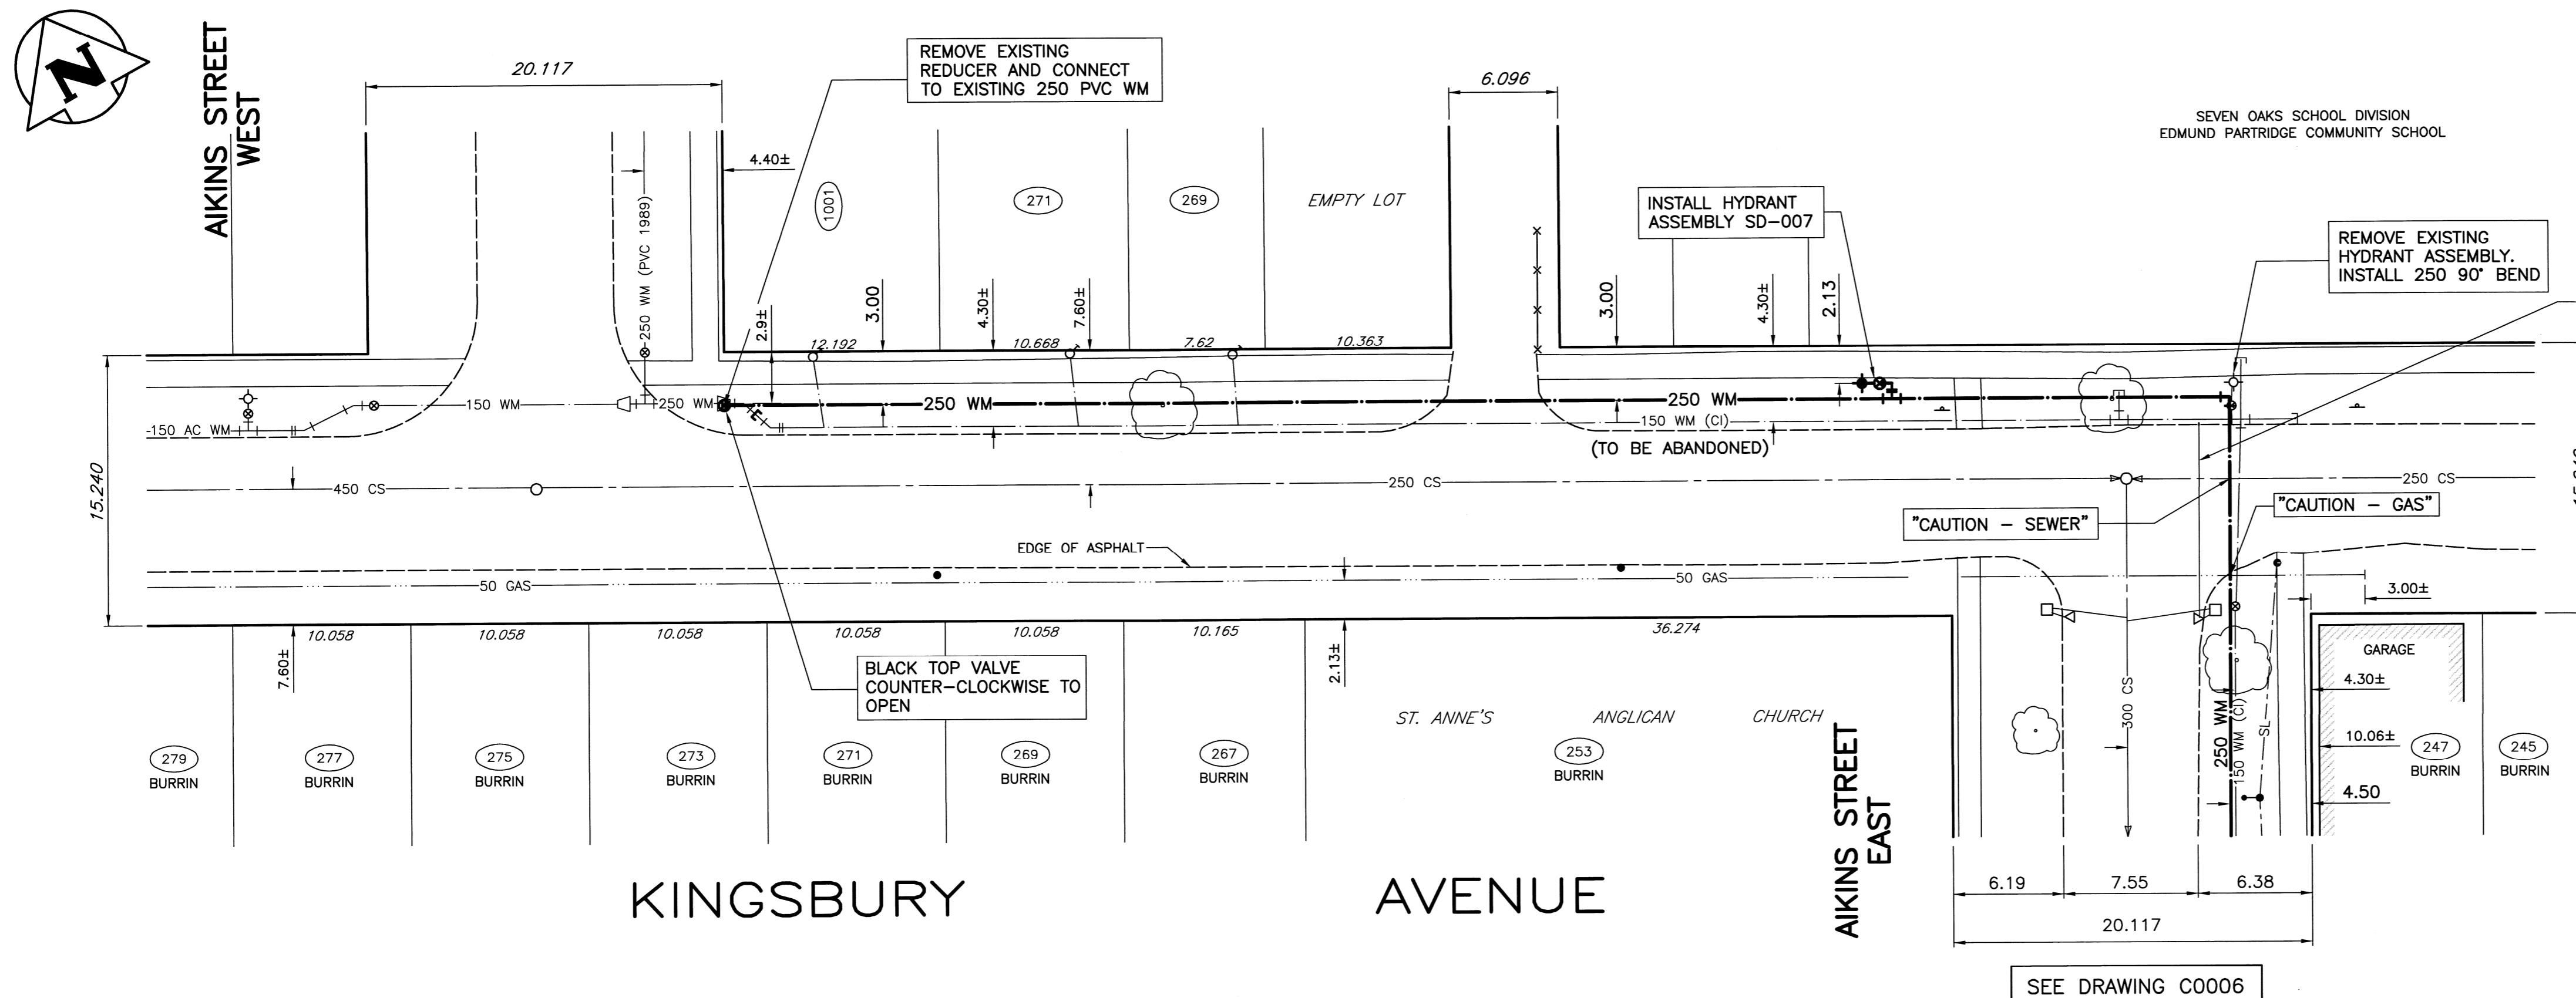 N
AIKINS STREET
WEST
20.117
REMOVE EXISTING
REDUCER AND CONNECT
TO EXISTING 250 PVC WM
6.096
SEVEN OAKS SCHOOL DIVISION
EDMUND PARTRIDGE COMMUNITY SCHOOL
4.40±
250 WM (PVC 1989)
1001
271
269
EMPTY LOT
INSTALL HYDRANT
ASSEMBLY SD-007
REMOVE EXISTING
HYDRANT ASSEMBLY.
INSTALL 250 90° BEND
2.9±
3.00
4.30±
7.60±
3.00
4.30±
2.13
12.192
10.668
7.62
10.363
150 AC WM
150 WM
250 WM
250 WM
250 WM
150 WM (CI)
(TO BE ABANDONED)
15.240
450 CS
250 CS
250 CS
"CAUTION - SEWER"
"CAUTION - GAS"
EDGE OF ASPHALT
50 GAS
50 GAS
3.00±
10.058
10.058
10.058
10.058
10.058
10.165
36.274
7.60±
2.13±
BLACK TOP VALVE
COUNTER-CLOCKWISE TO
OPEN
GARAGE
4.30±
10.06±
4.50
300 CS
250 WM
150 WM (CI)
SL
ST. ANNE'S ANGLICAN CHURCH
279
BURRIN
277
BURRIN
275
BURRIN
273
BURRIN
271
BURRIN
269
BURRIN
267
BURRIN
253
BURRIN
247
BURRIN
245
BURRIN
AIKINS STREET
EAST
KINGSBURY AVENUE
6.19
7.55
6.38
20.117
SEE DRAWING C0006